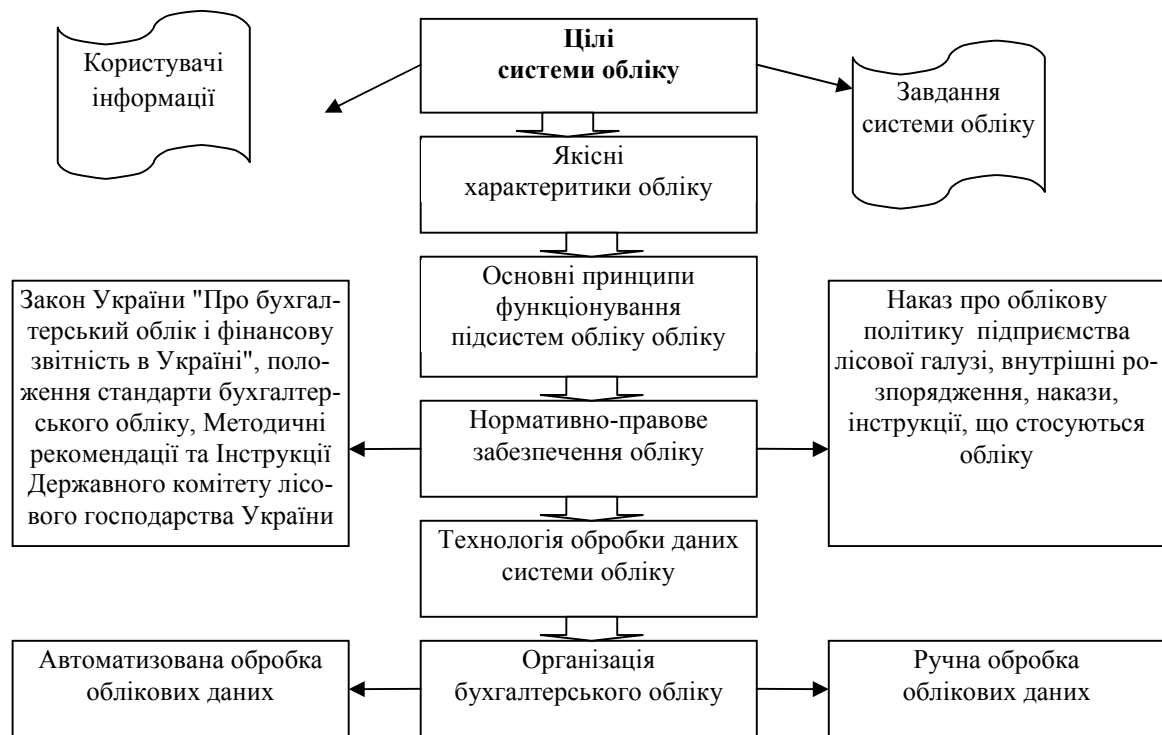 Користувачі
інформації
Цілі
системи обліку
Завдання
системи обліку
Якісні
характеритики обліку
Основні принципи
функціонування
підсистем обліку обліку
Закон України "Про бухгал-
терський облік і фінансову
звітність в Україні", поло-
ження стандарти бухгалтер-
ського обліку, Методичні
рекомендації та Інструкції
Державного комітету лісо-
вого господарства України
Нормативно-правове
забезпечення обліку
Наказ про облікову
політику підприємства
лісової галузі, внутрішні ро-
зпорядження, накази,
інструкції, що стосуються
обліку
Технологія обробки даних
системи обліку
Автоматизована обробка
облікових даних
Організація
бухгалтерського обліку
Ручна обробка
облікових даних